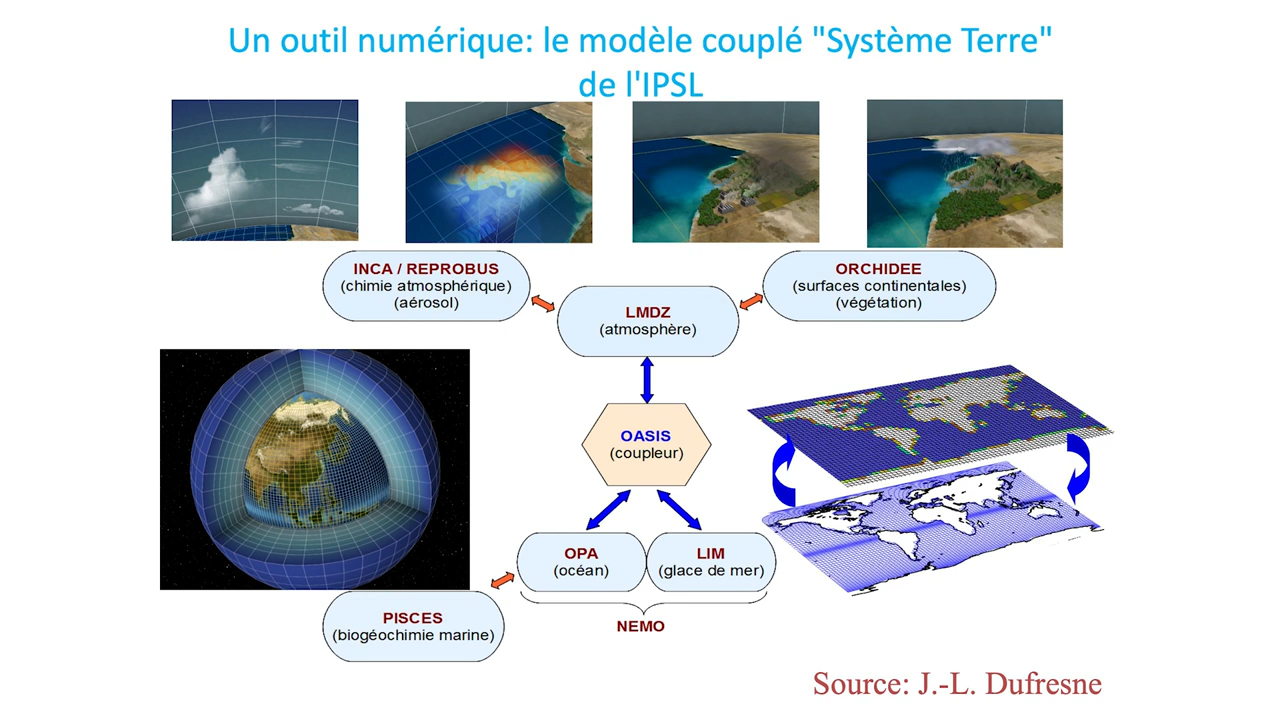 Un outil numérique: le modèle couplé "Système Terre"
de l'IPSL
INCA / REPROBUS
(chimie atmosphérique)
(aérosol)
ORCHIDEE
(surfaces continentales)
(végétation)
LMDZ
(atmosphère)
OASIS
(coupleur)
OPA
(océan)
LIM
(glace de mer)
PISCES
(biogéochimie marine)
NEMO
Source: J.-L. Dufresne